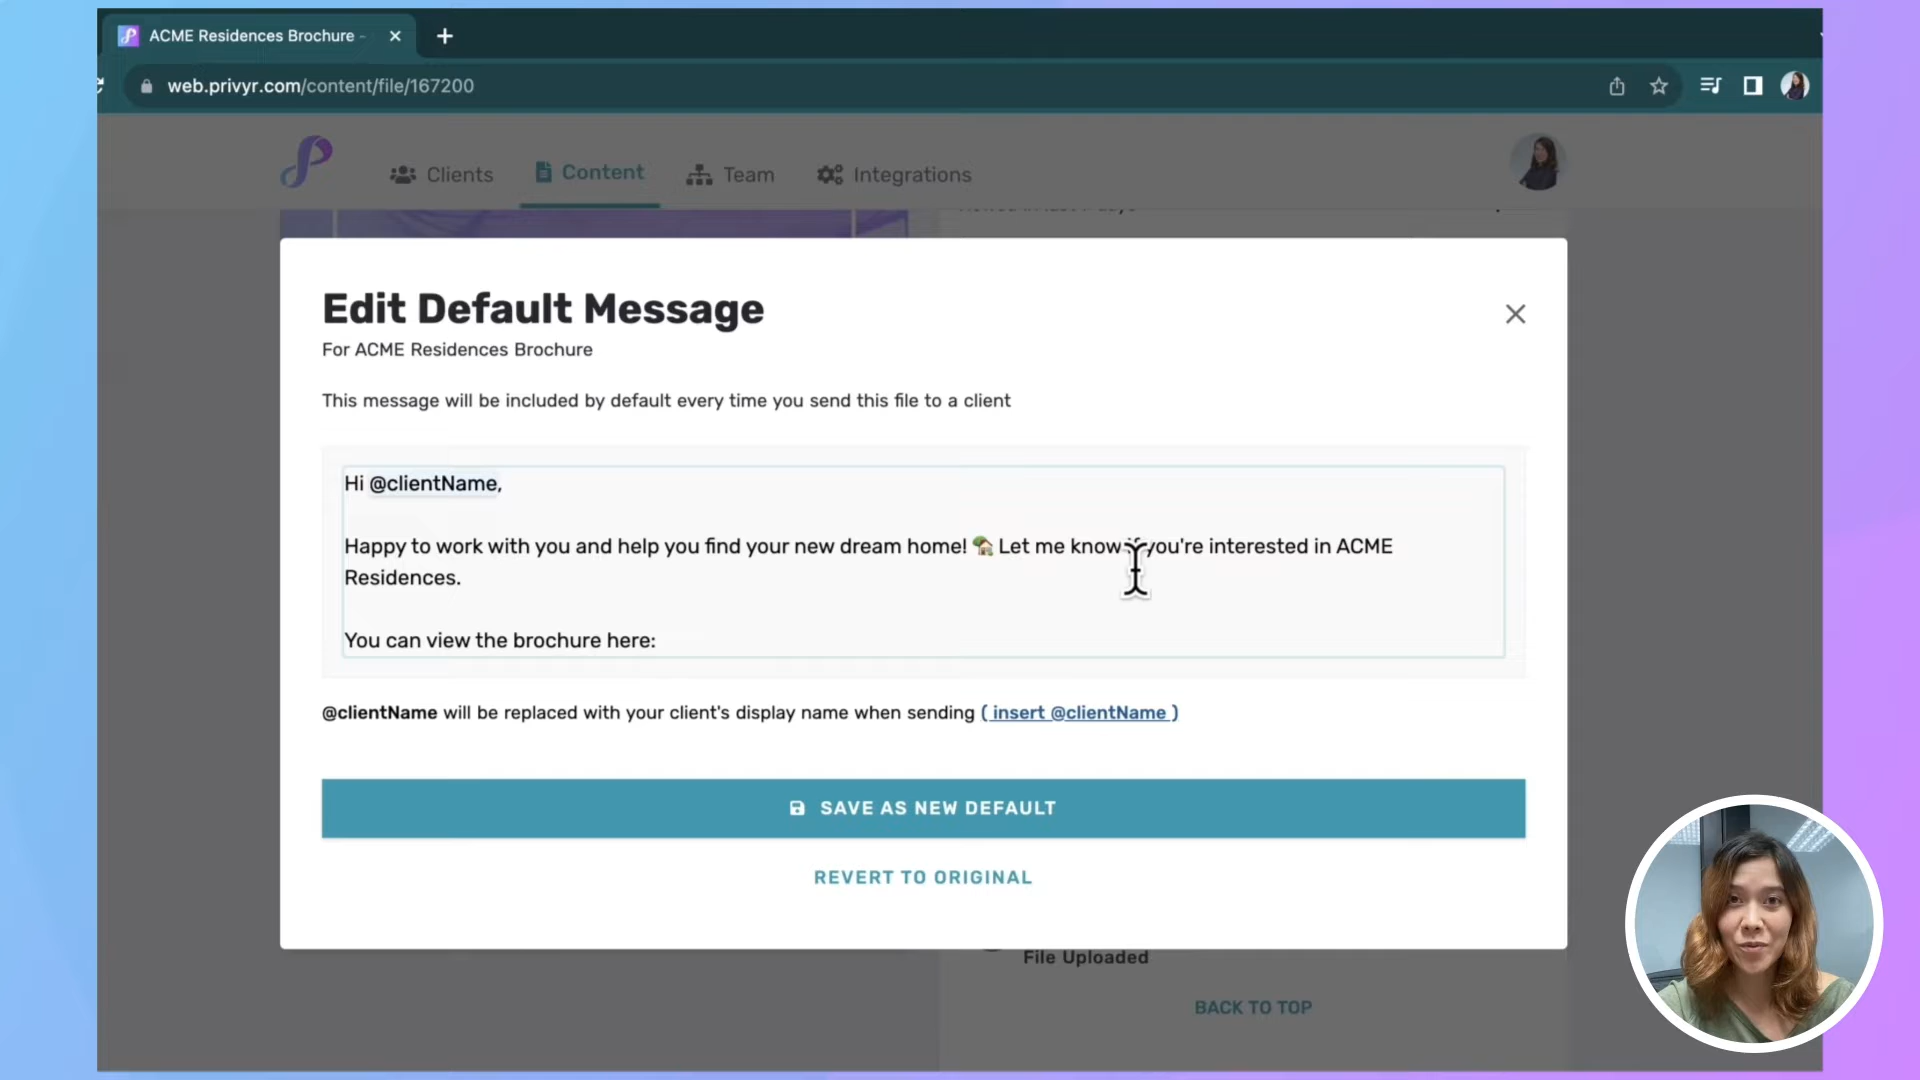 ACME Residences Brochure -
web.privyr.com/content/file/167200
Clients
Content
Team
Integrations
Edit Default Message
For ACME Residences Brochure
This message will be included by default every time you send this file to a client
Hi @clientName,
Happy to work with you and help you find your new dream home! 🏡 Let me know if you're interested in ACME
Residences.
You can view the brochure here:
@clientName will be replaced with your client's display name when sending ( insert @clientName )
SAVE AS NEW DEFAULT
REVERT TO ORIGINAL
File Uploaded
BACK TO TOP